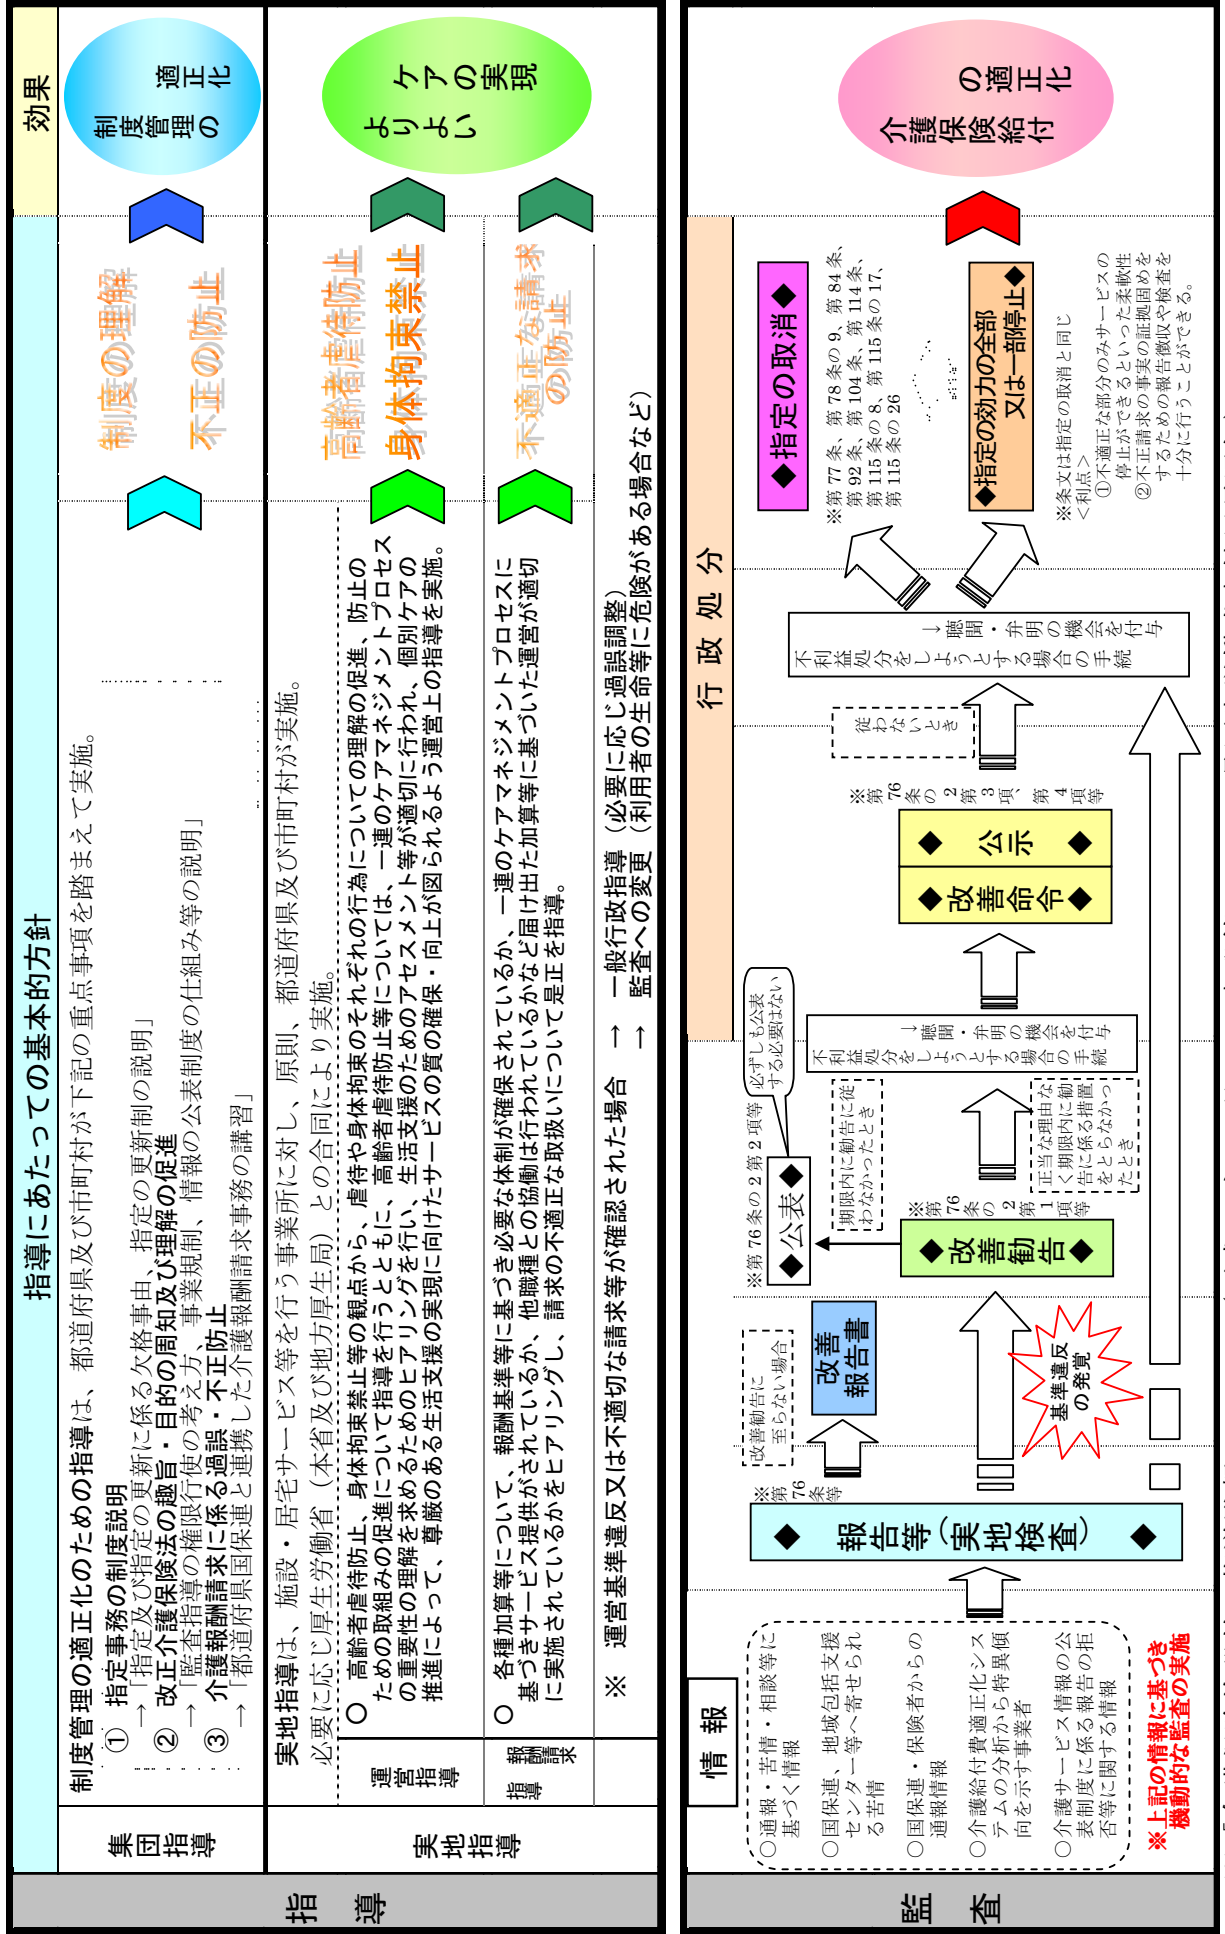 指導にあたっての基本的方針
効果
指導
集団指導
制度管理の適正化のための指導は、都道府県及び市町村が下記の重点事項を踏まえて実施。
① 指定事務の制度説明
→「指定及び指定の更新に係る欠格事由、指定の更新制の説明」
② 改正介護保険法の趣旨・目的の周知及び理解の促進
→「監査指導の権限行使の考え方、事業規制、情報の公表制度の仕組み等の説明」
③ 介護報酬請求に係る過誤・不正防止
→「都道府県国保連と連携した介護報酬請求事務の講習」
制度の理解
不正の防止
制度管理の
適正化
実地指導
実地指導は、施設・居宅サービス等を行う事業所に対し、原則、都道府県及び市町村が実施。
必要に応じ厚生労働省（本省及び地方厚生局）との合同により実施。
運営指導
○ 高齢者虐待防止、身体拘束禁止等の観点から、虐待や身体拘束のそれぞれの行為についての理解の促進、防止の
ための取組みの促進について指導を行うとともに、高齢者虐待防止等については、一連のケアマネジメントプロセス
の重要性の理解を求めるためのヒアリングを行い、生活支援のためのアセスメント等が適切に行われ、個別ケアの
推進によって、尊厳のある生活支援の実現に向けたサービスの質の確保・向上が図られるよう運営上の指導を実施。
高齢者虐待防止
身体拘束禁止
よりよい
ケアの実現
報酬請求
指導
○ 各種加算等について、報酬基準等に基づき必要な体制が確保されているか、一連のケアマネジメントプロセスに
基づきサービス提供がされているか、他職種との協働は行われているかなど届け出た加算等に基づいた運営が適切
に実施されているかをヒアリングし、請求の不適正な取扱いについて是正を指導。
不適正な請求
の防止
※ 運営基準違反又は不適切な請求等が確認された場合 → 一般行政指導（必要に応じ過誤調整）
→ 監査への変更（利用者の生命等に危険がある場合など）
監査
行政処分
情報
○通報・苦情・相談等に
基づく情報
○国保連、地域包括支援
センター等へ寄せられ
る苦情
○国保連・保険者からの
通報情報
○介護給付費適正化シス
テムの分析から特異傾
向を示す事業者
○介護サービス情報の公
表制度に係る報告の拒
否等に関する情報
※上記の情報に基づき
機動的な監査の実施
◆ 報告等（実地検査） ◆
※第76条等
改善勧告に
至らない場合
改善
報告書
基準違反
の発覚
◆改善勧告◆
※第76条の2第1項等
◆公表◆
※第76条の2第2項等
必ずしも公表
する必要はない
期限内に勧告に従
わなかったとき
正当な理由な
く期限内に勧
告に係る措置
をとらなかっ
たとき
不利益処分をしようとする場合の手続
→聴聞・弁明の機会を付与
◆改善命令◆
◆ 公示 ◆
※第76条の2第3項、第4項等
従わないとき
不利益処分をしようとする場合の手続
→聴聞・弁明の機会を付与
◆指定の取消◆
※第77条、第78条の9、第84条、
第92条、第104条、第114条、
第115条の8、第115条の17、
第115条の26
◆指定の効力の全部
又は一部停止◆
※条文は指定の取消と同じ
＜利点＞
①不適正な部分のみサービスの
停止ができるといった柔軟性
②不正請求の事実の証拠固めを
するための報告徴収や検査を
十分に行うことができる。
介護保険給付
の適正化